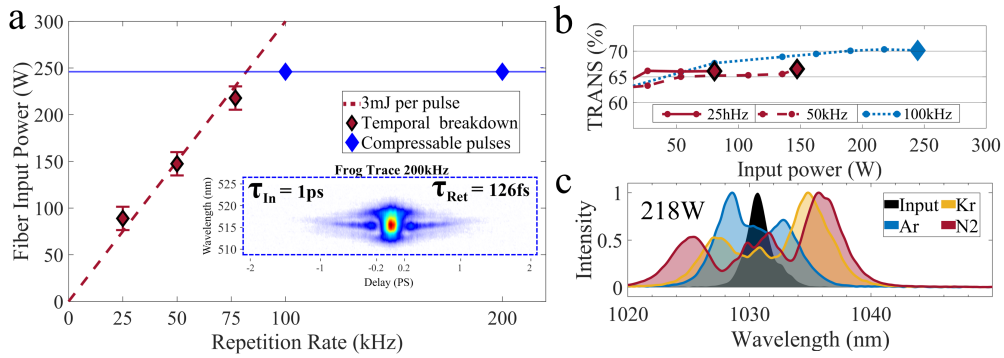 a
Fiber Input Power (W)
300
250
200
150
100
50
0
0
25
50
75
100
200
Repetition Rate (kHz)
3mJ per pulse
Temporal breakdown
Compressable pulses
Frog Trace 200kHz
τIn = 1ps
τRet = 126fs
Wavelength (nm)
525
520
515
510
-2
-1
-0.2
0.2
1
2
Delay (PS)
b
TRANS (%)
70
65
60
25hHz
50kHz
100kHz
50
100
150
200
250
300
Input power (W)
c
218W
Input
Kr
Ar
N2
Intensity
1
0.5
0
1020
1030
1040
Wavelength (nm)